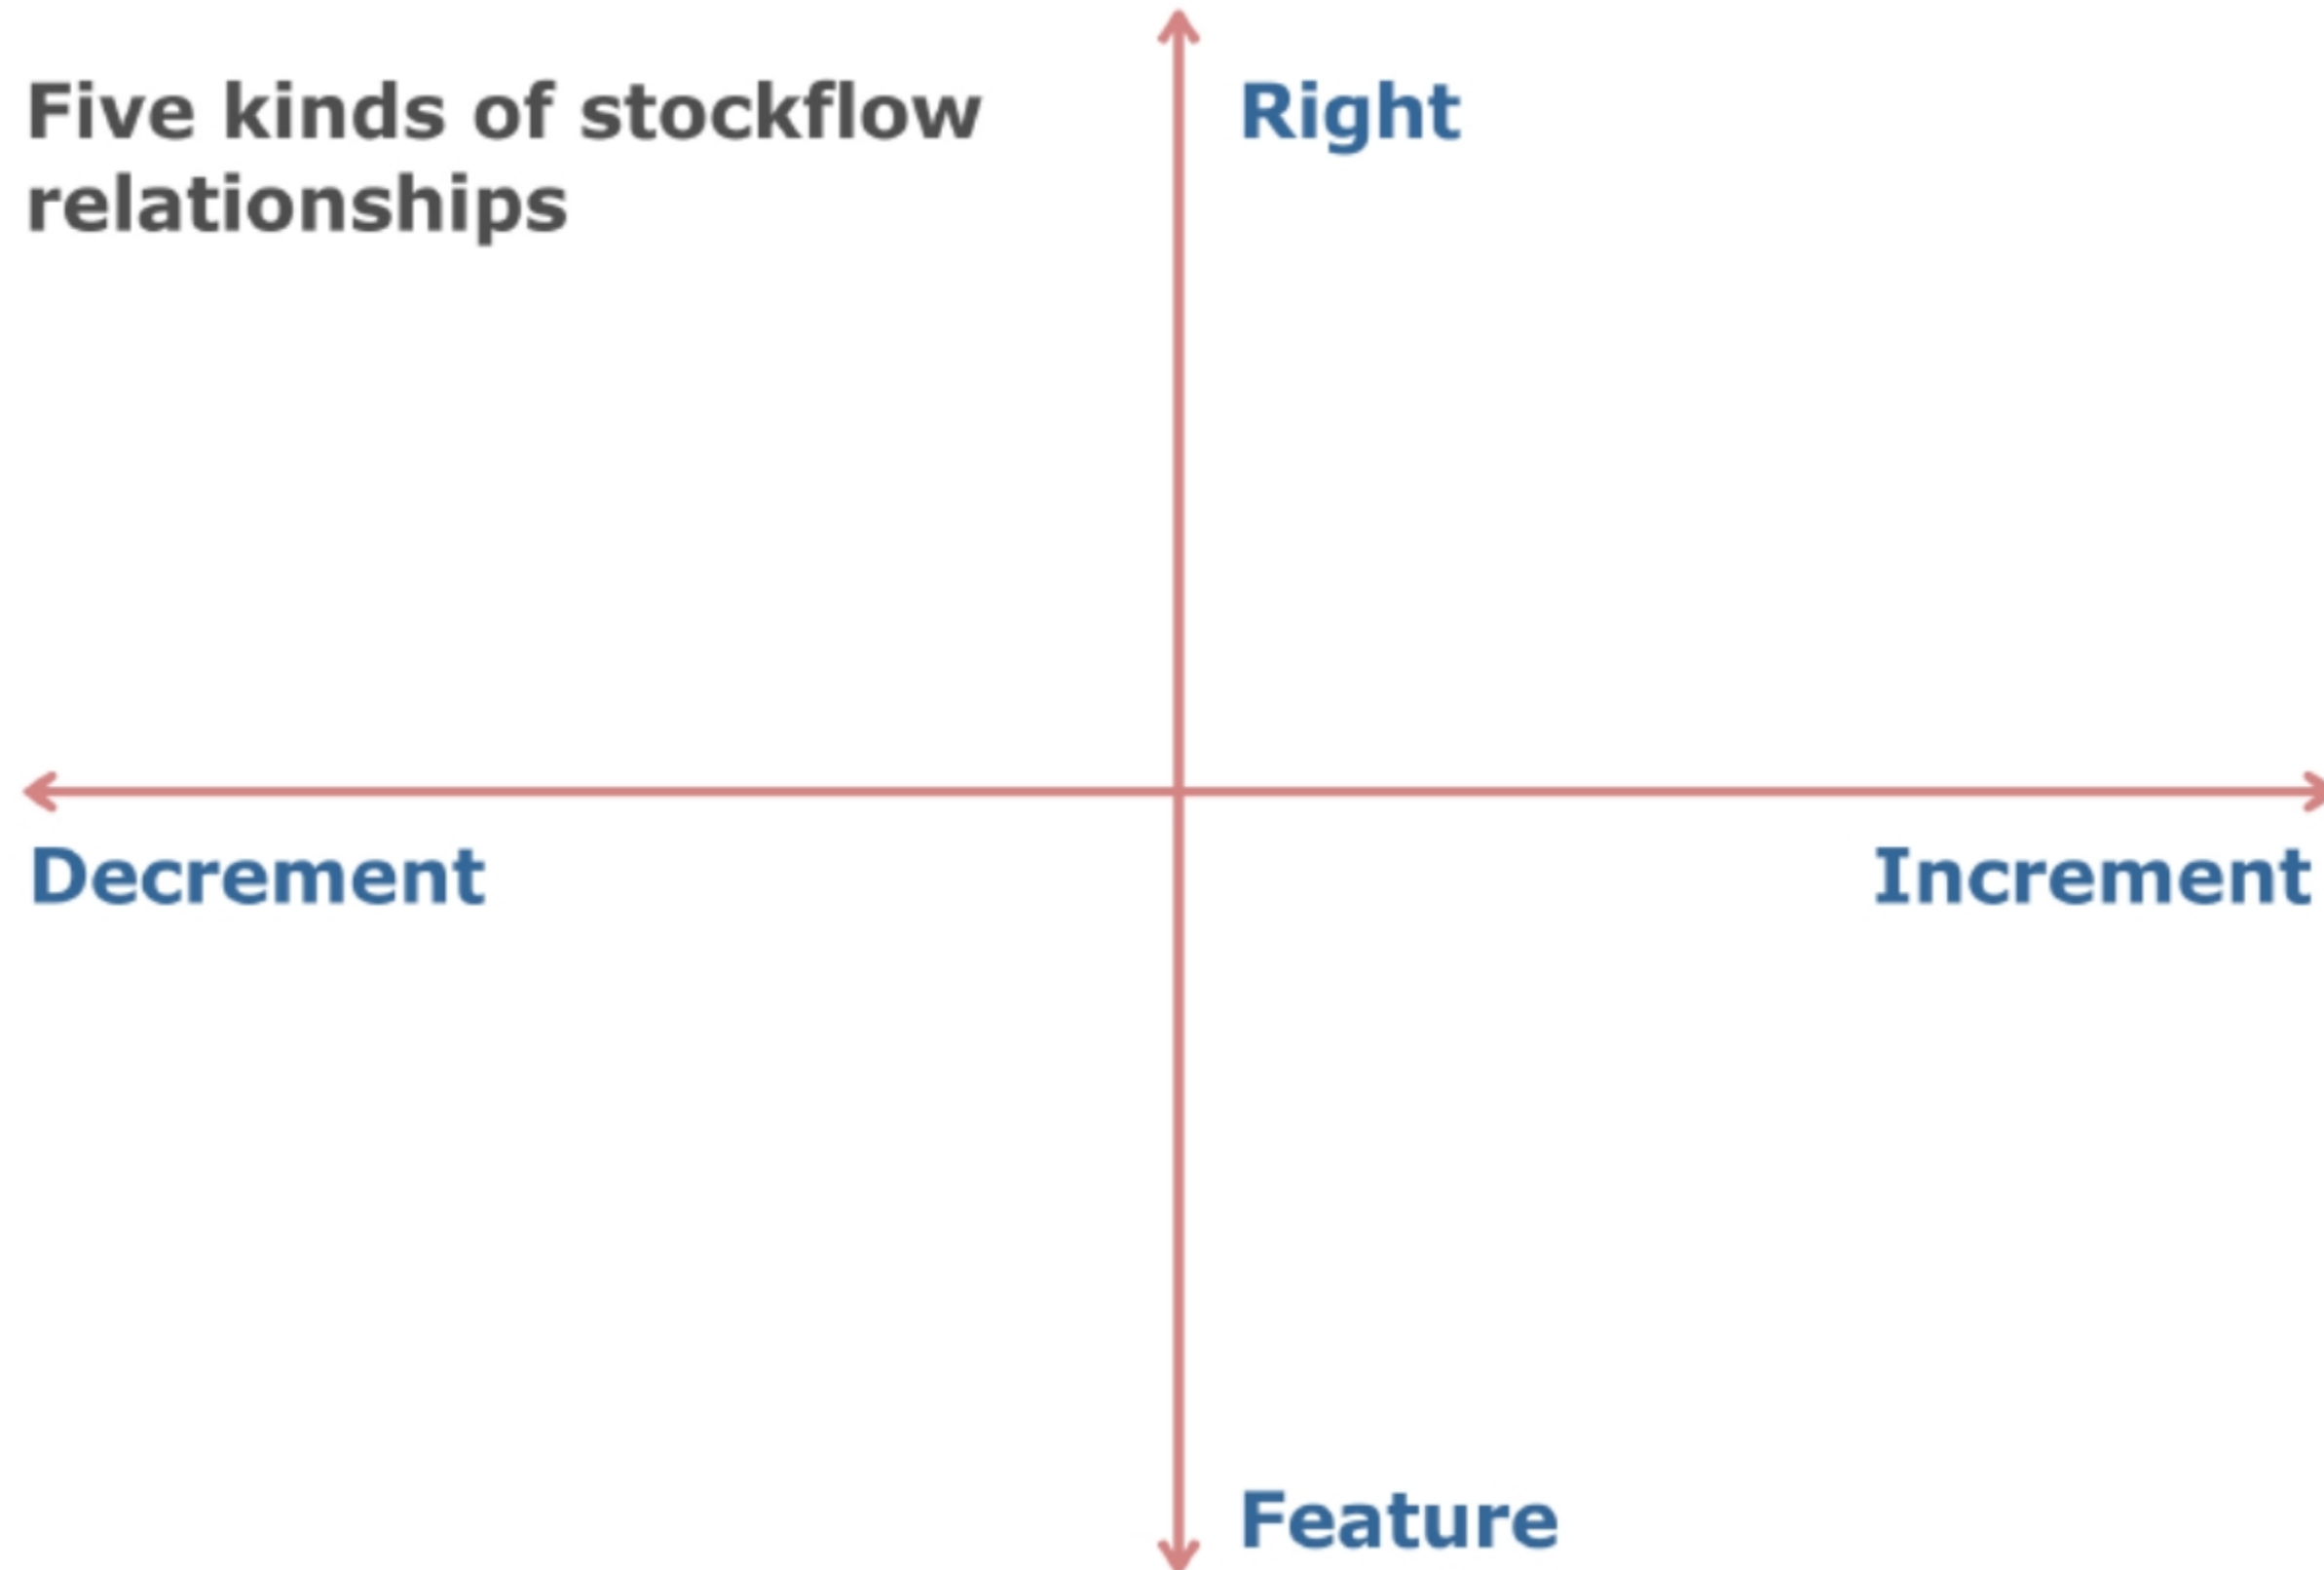 Five kinds of stockflow
relationships
Right
Decrement
Increment
Feature